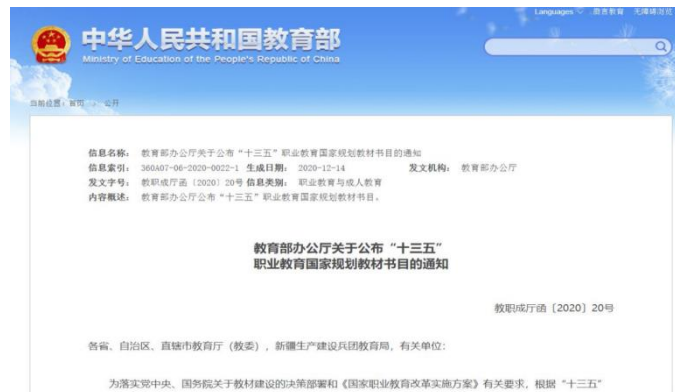 Languages
中华人民共和国教育部
Ministry of Education of the People's Republic of China
当前位置：首页 > 公开
信息名称： 教育部办公厅关于公布“十三五”职业教育国家规划教材书目的通知
信息索引： 360A07-06-2020-0022-1 生成日期： 2020-12-14 发文机构： 教育部办公厅
发文字号： 教职成厅函〔2020〕20号 信息类别： 职业教育与成人教育
内容概述： 教育部办公厅公布“十三五”职业教育国家规划教材书目。
教育部办公厅关于公布“十三五”
职业教育国家规划教材书目的通知
教职成厅函〔2020〕20号
各省、自治区、直辖市教育厅（教委），新疆生产建设兵团教育局，有关单位：
为落实党中央、国务院关于教材建设的决策部署和《国家职业教育改革实施方案》有关要求，根据“十三五”